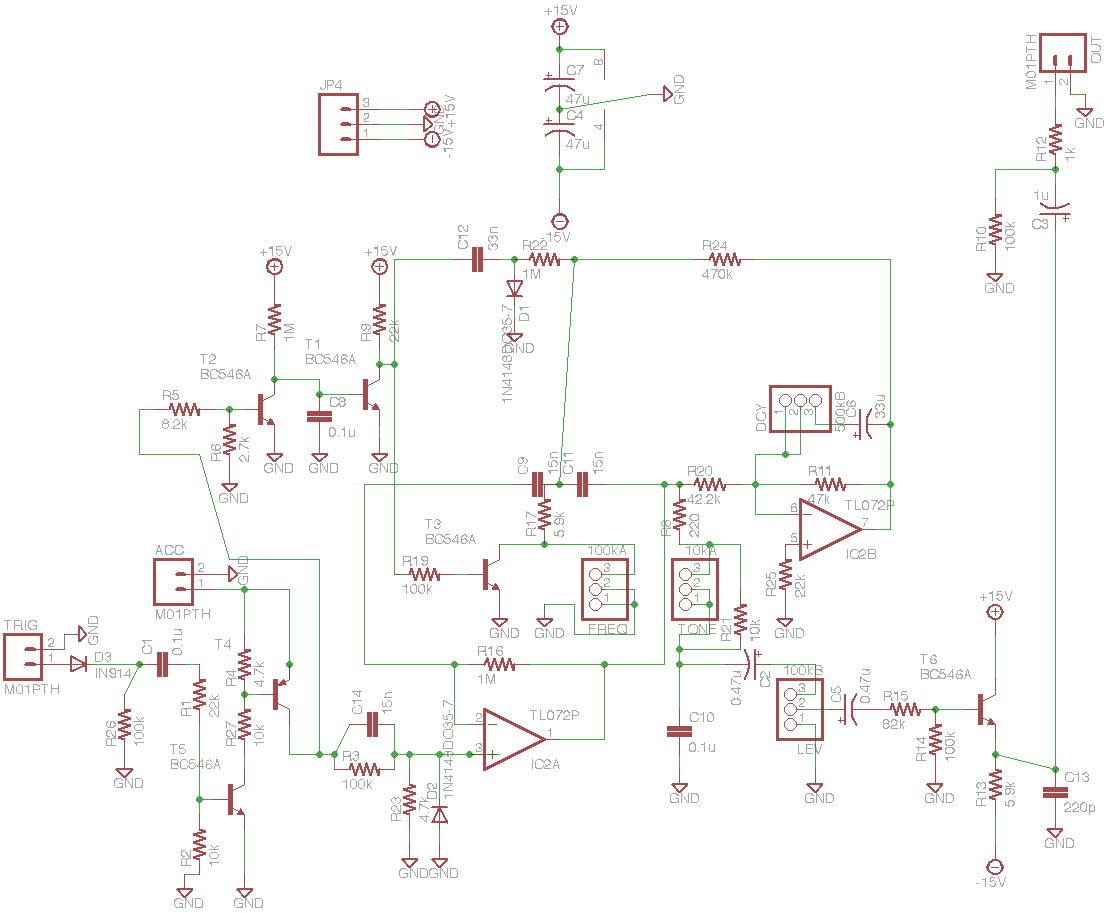 +15V
C7
47u
C4
47u
8
4
GND
-15V
JP4
3
2
1
+15V
GND
-15V
M01PTH
OUT
1
2
GND
R12
1k
1u
C3
R10
100k
GND
C12
33n
R22
1M
R24
470k
D1
1N4148DO35-7
GND
+15V
R7
1M
+15V
R9
22k
T2
BC546A
T1
BC546A
R5
8.2k
R6
2.7k
C8
0.1u
GND
GND
GND
GND
DCY
1
2
3
500kB
C6
33u
C9
15n
C11
15n
R17
5.9k
R20
42.2k
R8
220
R11
47k
TL072P
6
5
7
IC2B
R25
22k
GND
T3
BC546A
R19
100k
GND
GND
100kA
3
2
1
FREQ
10kA
3
2
1
TONE
R21
10k
ACC
2
1
GND
M01PTH
TRIG
2
1
GND
M01PTH
D3
IN914
C1
0.1u
R26
100k
GND
R1
22k
T4
R4
4.7k
R27
10k
T5
BC546A
R2
10k
GND
GND
R16
1M
C14
15n
R3
100k
TL072P
2
3
1
IC2A
R23
4.7k
D2
1N4148DO35-7
GND
GND
0.47u
C2
C10
0.1u
GND
100kB
3
2
1
LEV
GND
C5
0.47u
R15
82k
R14
100k
GND
T6
BC546A
+15V
R13
5.9k
-15V
C13
220p
GND